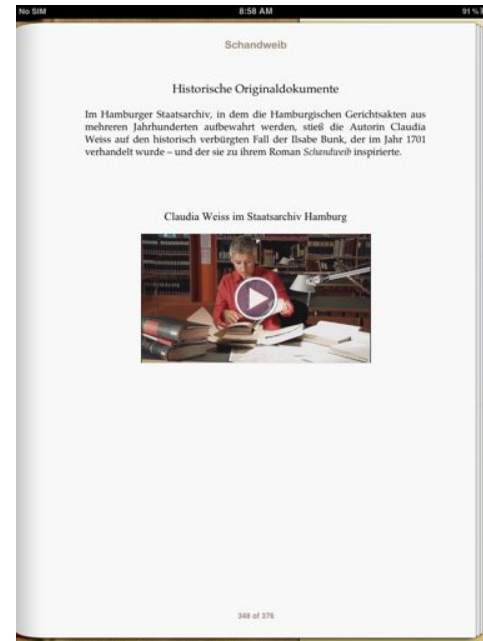 No SIM 8:58 AM 91 %
Schandweib
Historische Originaldokumente
Im Hamburger Staatsarchiv, in dem die Hamburgischen Gerichtsakten aus
mehreren Jahrhunderten aufbewahrt werden, stieß die Autorin Claudia
Weiss auf den historisch verbürgten Fall der Ilsabe Bunk, der im Jahr 1701
verhandelt wurde – und der sie zu ihrem Roman Schandweib inspirierte.
Claudia Weiss im Staatsarchiv Hamburg
348 of 376